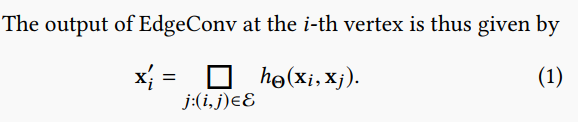 The output of EdgeConv at the i-th vertex is thus given by
x′ᵢ = □ h_Θ(xᵢ, xⱼ). (1)
j:(i,j)∈ℰ